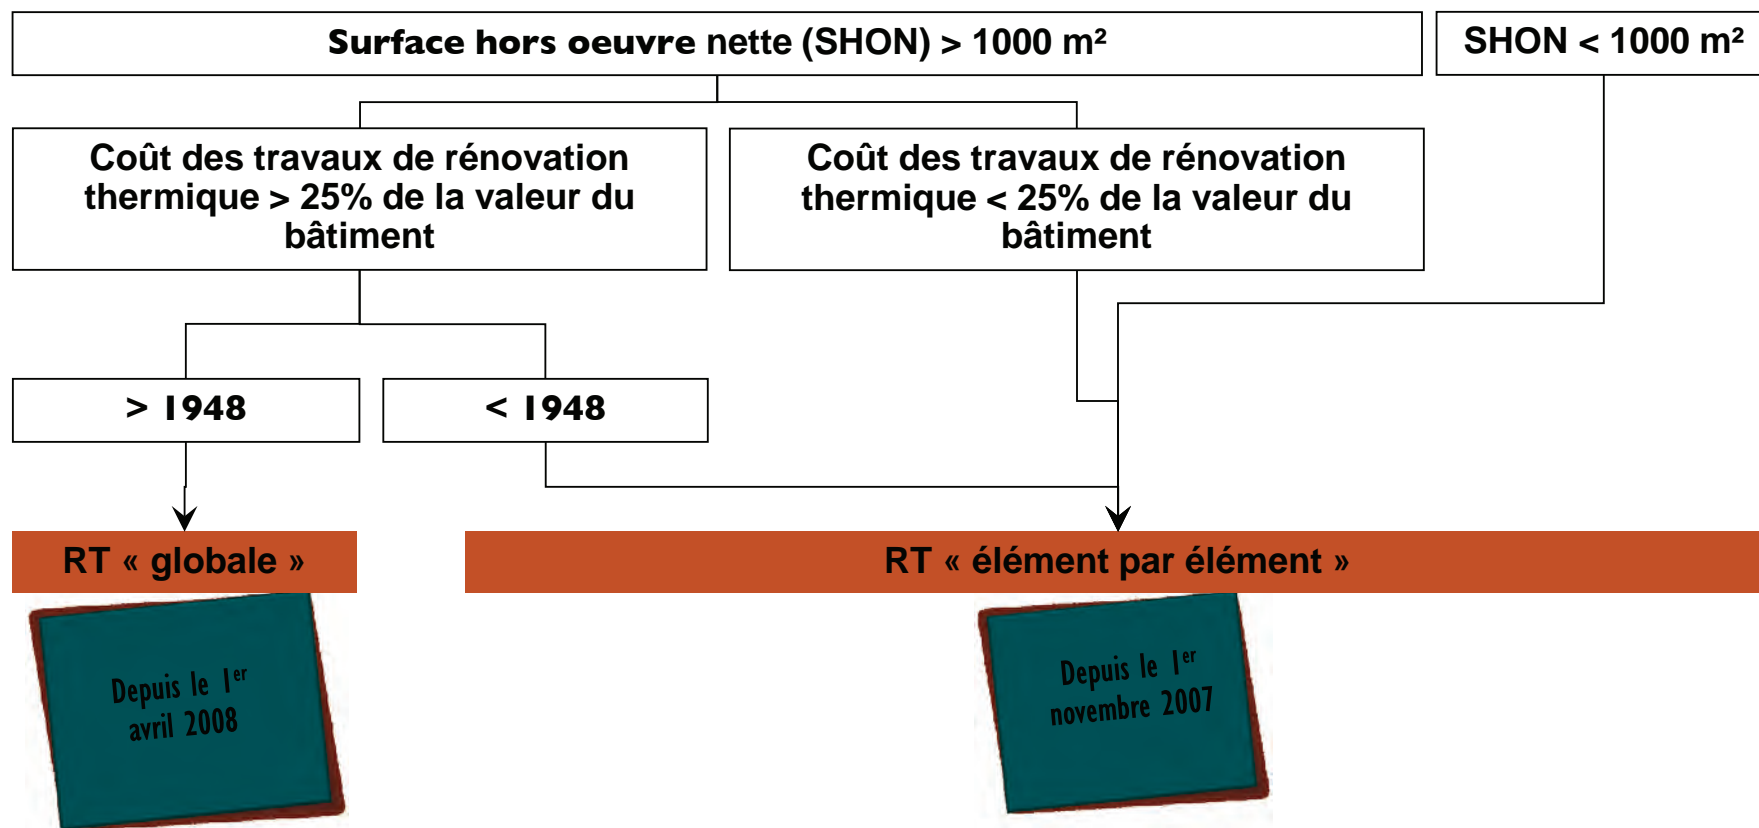 Surface hors oeuvre nette (SHON) > 1000 m²
SHON < 1000 m²
Coût des travaux de rénovation
thermique > 25% de la valeur du
bâtiment
Coût des travaux de rénovation
thermique < 25% de la valeur du
bâtiment
> 1948
< 1948
RT « globale »
RT « élément par élément »
Depuis le 1er
avril 2008
Depuis le 1er
novembre 2007